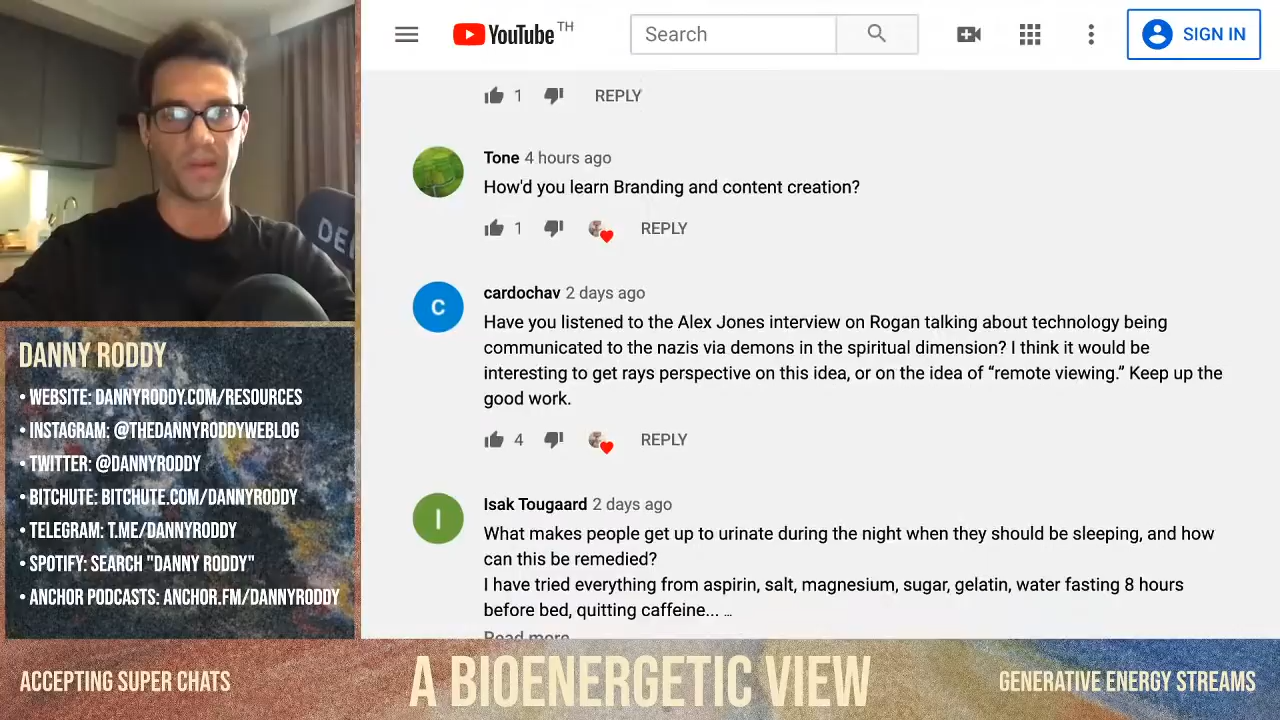 DE
DANNY RODDY
• WEBSITE: DANNYRODDY.COM/RESOURCES
• INSTAGRAM: @THEDANNYRODDYWEBLOG
• TWITTER: @DANNYRODDY
• BITCHUTE: BITCHUTE.COM/DANNYRODDY
• TELEGRAM: T.ME/DANNYRODDY
• SPOTIFY: SEARCH "DANNY RODDY"
• ANCHOR PODCASTS: ANCHOR.FM/DANNYRODDY
YouTube TH
Search
SIGN IN
1 REPLY
Tone 4 hours ago
How'd you learn Branding and content creation?
1 REPLY
C
cardochav 2 days ago
Have you listened to the Alex Jones interview on Rogan talking about technology being
communicated to the nazis via demons in the spiritual dimension? I think it would be
interesting to get rays perspective on this idea, or on the idea of “remote viewing.” Keep up the
good work.
4 REPLY
I
Isak Tougaard 2 days ago
What makes people get up to urinate during the night when they should be sleeping, and how
can this be remedied?
I have tried everything from aspirin, salt, magnesium, sugar, gelatin, water fasting 8 hours
before bed, quitting caffeine... ...
Read more
ACCEPTING SUPER CHATS
A BIOENERGETIC VIEW
GENERATIVE ENERGY STREAMS